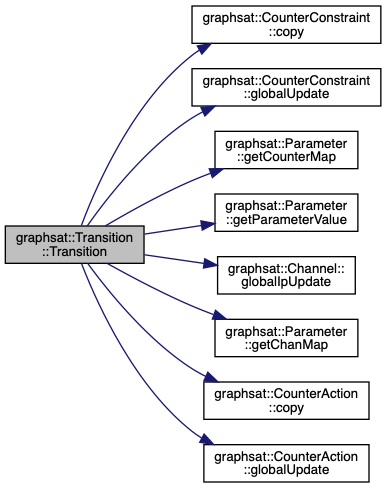 graphsat::CounterConstraint
::copy
graphsat::CounterConstraint
::globalUpdate
graphsat::Parameter
::getCounterMap
graphsat::Parameter
::getParameterValue
graphsat::Transition
::Transition
graphsat::Channel::
globalIpUpdate
graphsat::Parameter
::getChanMap
graphsat::CounterAction
::copy
graphsat::CounterAction
::globalUpdate